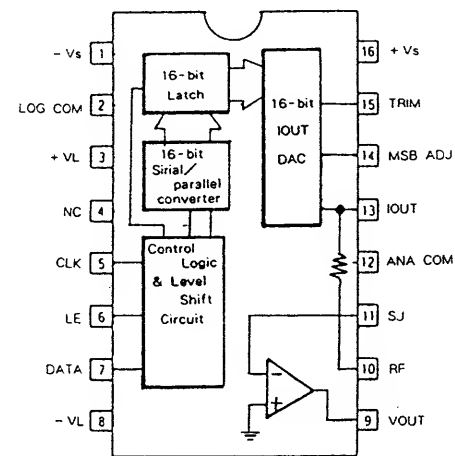 - Vs 1
LOG COM 2
+ VL 3
NC 4
CLK 5
LE 6
DATA 7
- VL 8
16-bit
Latch
16-bit
Sirial/
parallel
converter
Control
Logic
& Level
Shift
Circuit
16-bit
IOUT
DAC
-
+
16 + Vs
15 TRIM
14 MSB ADJ
13 IOUT
12 ANA COM
11 SJ
10 RF
9 VOUT